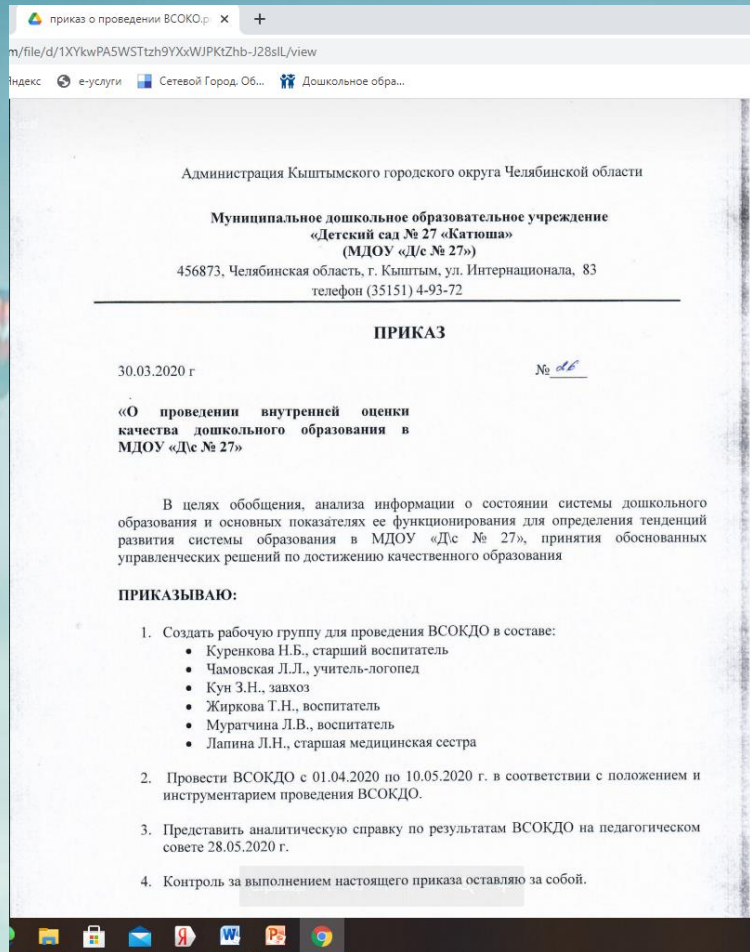 приказ о проведении ВСОКО.p
m/file/d/1XYkwPA5WSTtzh9YXxWJPKtZhb-J28slL/view
Яндекс е-услуги Сетевой Город. Об... Дошкольное обра...
Администрация Кыштымского городского округа Челябинской области
Муниципальное дошкольное образовательное учреждение
«Детский сад № 27 «Катюша»
(МДОУ «Д/с № 27»)
456873, Челябинская область, г. Кыштым, ул. Интернационала, 83
телефон (35151) 4-93-72
ПРИКАЗ
30.03.2020 г №26
«О проведении внутренней оценки
качества дошкольного образования в
МДОУ «Д\с № 27»
В целях обобщения, анализа информации о состоянии системы дошкольного
образования и основных показателях ее функционирования для определения тенденций
развития системы образования в МДОУ «Д\с № 27», принятия обоснованных
управленческих решений по достижению качественного образования
ПРИКАЗЫВАЮ:
1. Создать рабочую группу для проведения ВСОКДО в составе:
• Куренкова Н.Б., старший воспитатель
• Чамовская Л.Л., учитель-логопед
• Кун З.Н., завхоз
• Жиркова Т.Н., воспитатель
• Муратчина Л.В., воспитатель
• Лапина Л.Н., старшая медицинская сестра
2. Провести ВСОКДО с 01.04.2020 по 10.05.2020 г. в соответствии с положением и
инструментарием проведения ВСОКДО.
3. Представить аналитическую справку по результатам ВСОКДО на педагогическом
совете 28.05.2020 г.
4. Контроль за выполнением настоящего приказа оставляю за собой.